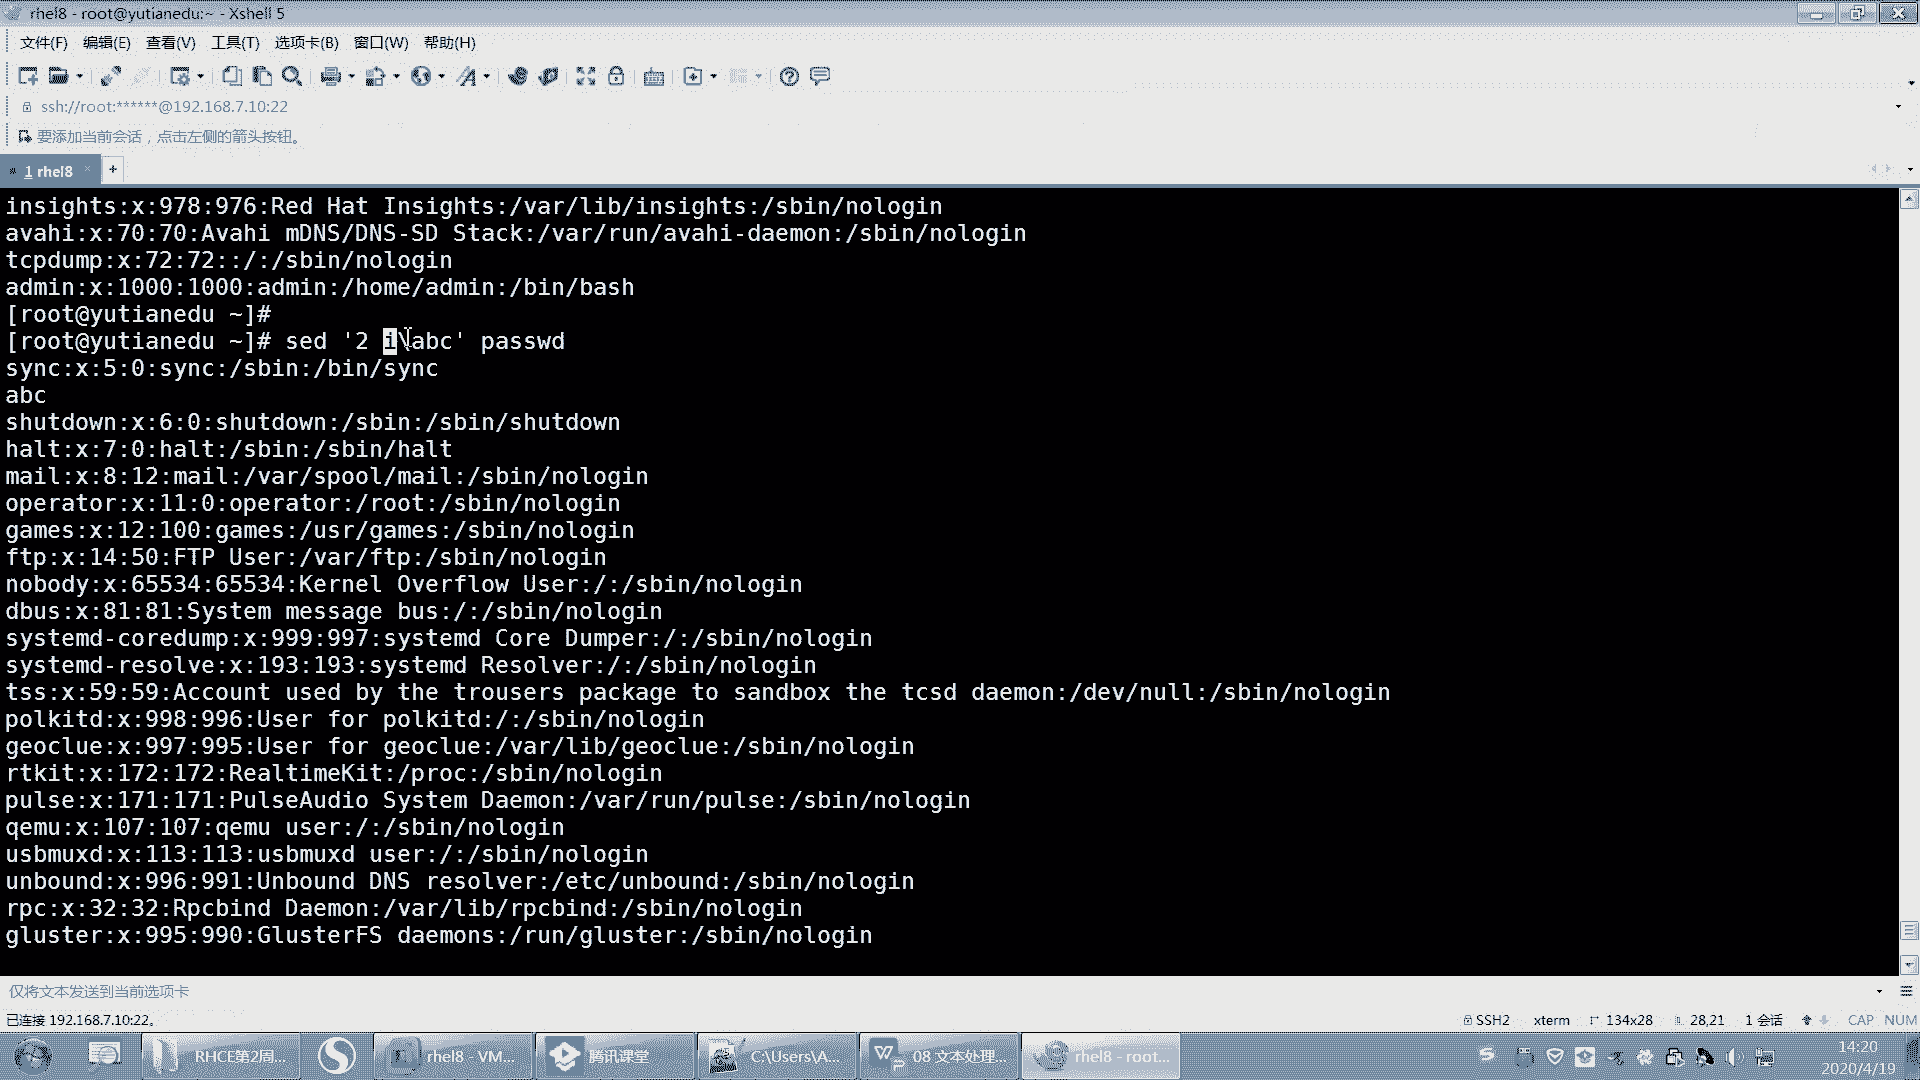 rhel8 - root@yutianedu:~ - Xshell 5
文件(F) 编辑(E) 查看(V) 工具(T) 选项卡(B) 窗口(W) 帮助(H)
ssh://root:******@192.168.7.10:22
要添加当前会话，点击左侧的箭头按钮。
1 rhel8
insights:x:978:976:Red Hat Insights:/var/lib/insights:/sbin/nologin
avahi:x:70:70:Avahi mDNS/DNS-SD Stack:/var/run/avahi-daemon:/sbin/nologin
tcpdump:x:72:72::/:/sbin/nologin
admin:x:1000:1000:admin:/home/admin:/bin/bash
[root@yutianedu ~]#
[root@yutianedu ~]# sed '2 i\abc' passwd
sync:x:5:0:sync:/sbin:/bin/sync
abc
shutdown:x:6:0:shutdown:/sbin:/sbin/shutdown
halt:x:7:0:halt:/sbin:/sbin/halt
mail:x:8:12:mail:/var/spool/mail:/sbin/nologin
operator:x:11:0:operator:/root:/sbin/nologin
games:x:12:100:games:/usr/games:/sbin/nologin
ftp:x:14:50:FTP User:/var/ftp:/sbin/nologin
nobody:x:65534:65534:Kernel Overflow User:/:/sbin/nologin
dbus:x:81:81:System message bus:/:/sbin/nologin
systemd-coredump:x:999:997:systemd Core Dumper:/:/sbin/nologin
systemd-resolve:x:193:193:systemd Resolver:/:/sbin/nologin
tss:x:59:59:Account used by the trousers package to sandbox the tcsd daemon:/dev/null:/sbin/nologin
polkitd:x:998:996:User for polkitd:/:/sbin/nologin
geoclue:x:997:995:User for geoclue:/var/lib/geoclue:/sbin/nologin
rtkit:x:172:172:RealtimeKit:/proc:/sbin/nologin
pulse:x:171:171:PulseAudio System Daemon:/var/run/pulse:/sbin/nologin
qemu:x:107:107:qemu user:/:/sbin/nologin
usbmuxd:x:113:113:usbmuxd user:/:/sbin/nologin
unbound:x:996:991:Unbound DNS resolver:/etc/unbound:/sbin/nologin
rpc:x:32:32:Rpcbind Daemon:/var/lib/rpcbind:/sbin/nologin
gluster:x:995:990:GlusterFS daemons:/run/gluster:/sbin/nologin
仅将文本发送到当前选项卡
已连接 192.168.7.10:22。 SSH2 xterm 134x28 28,21 1 会话 CAP NUM
RHCE第2周... rhel8 - VM... 腾讯课堂 C:\Users\A... 08 文本处理... rhel8 - root... 14:20
2020/4/19